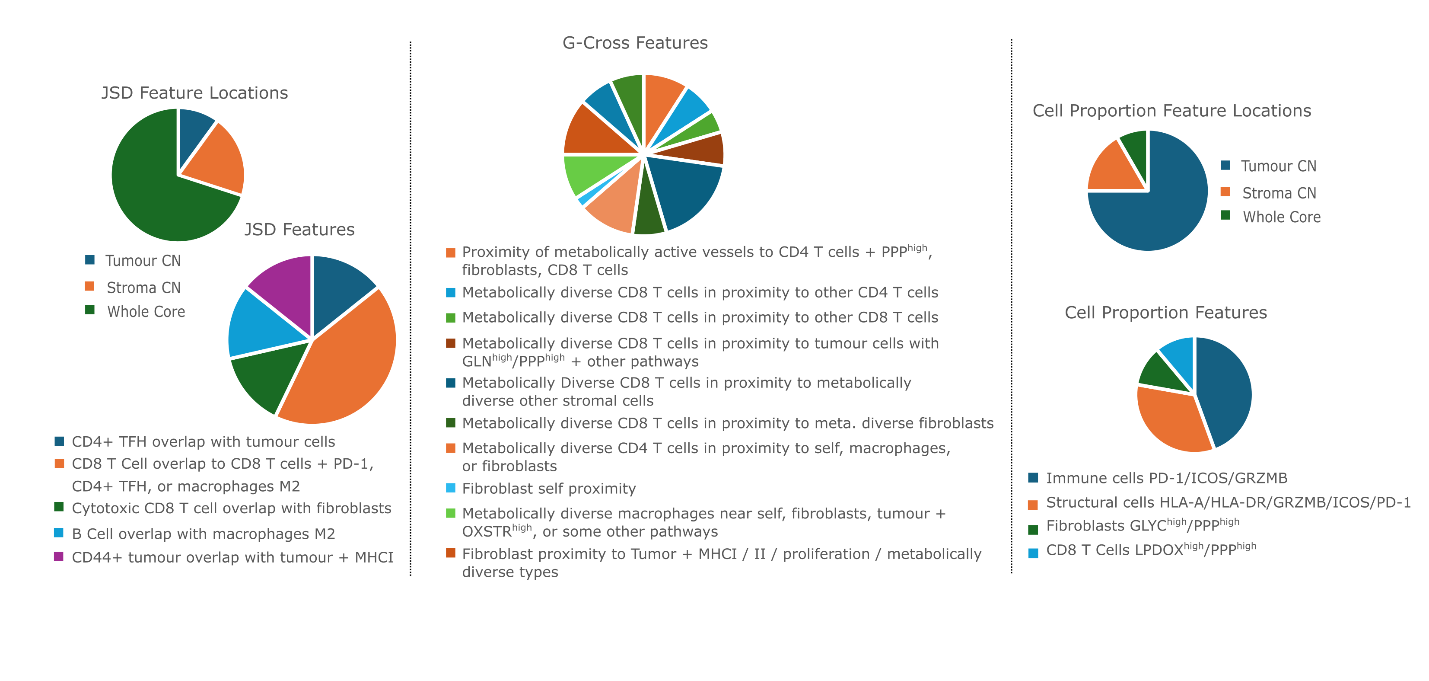 JSD Feature Locations
Tumour CN
Stroma CN
Whole Core
JSD Features
CD4+ TFH overlap with tumour cells
CD8 T Cell overlap to CD8 T cells + PD-1,
CD4+ TFH, or macrophages M2
Cytotoxic CD8 T cell overlap with fibroblasts
B Cell overlap with macrophages M2
CD44+ tumour overlap with tumour + MHCI
G-Cross Features
Proximity of metabolically active vessels to CD4 T cells + PPPhigh,
fibroblasts, CD8 T cells
Metabolically diverse CD8 T cells in proximity to other CD4 T cells
Metabolically diverse CD8 T cells in proximity to other CD8 T cells
Metabolically diverse CD8 T cells in proximity to tumour cells with
GLNhigh/PPPhigh + other pathways
Metabolically Diverse CD8 T cells in proximity to metabolically
diverse other stromal cells
Metabolically diverse CD8 T cells in proximity to meta. diverse fibroblasts
Metabolically diverse CD4 T cells in proximity to self, macrophages,
or fibroblasts
Fibroblast self proximity
Metabolically diverse macrophages near self, fibroblasts, tumour +
OXSTRhigh, or some other pathways
Fibroblast proximity to Tumor + MHCI / II / proliferation / metabolically
diverse types
Cell Proportion Feature Locations
Tumour CN
Stroma CN
Whole Core
Cell Proportion Features
Immune cells PD-1/ICOS/GRZMB
Structural cells HLA-A/HLA-DR/GRZMB/ICOS/PD-1
Fibroblasts GLYChigh/PPPhigh
CD8 T Cells LPDOXhigh/PPPhigh